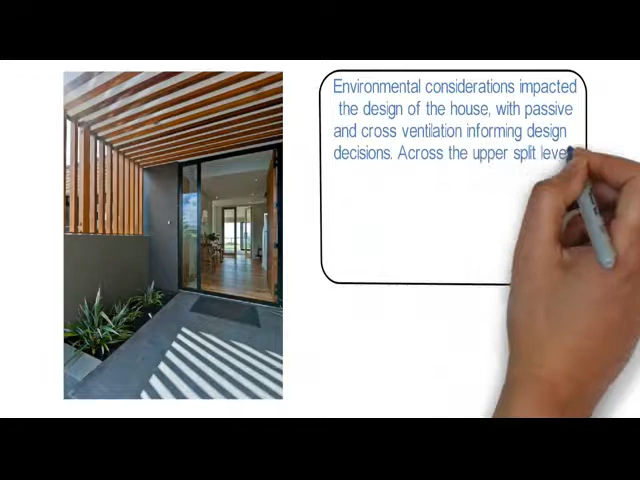 Environmental considerations impacted
the design of the house, with passive
and cross ventilation informing design
decisions. Across the upper split leve